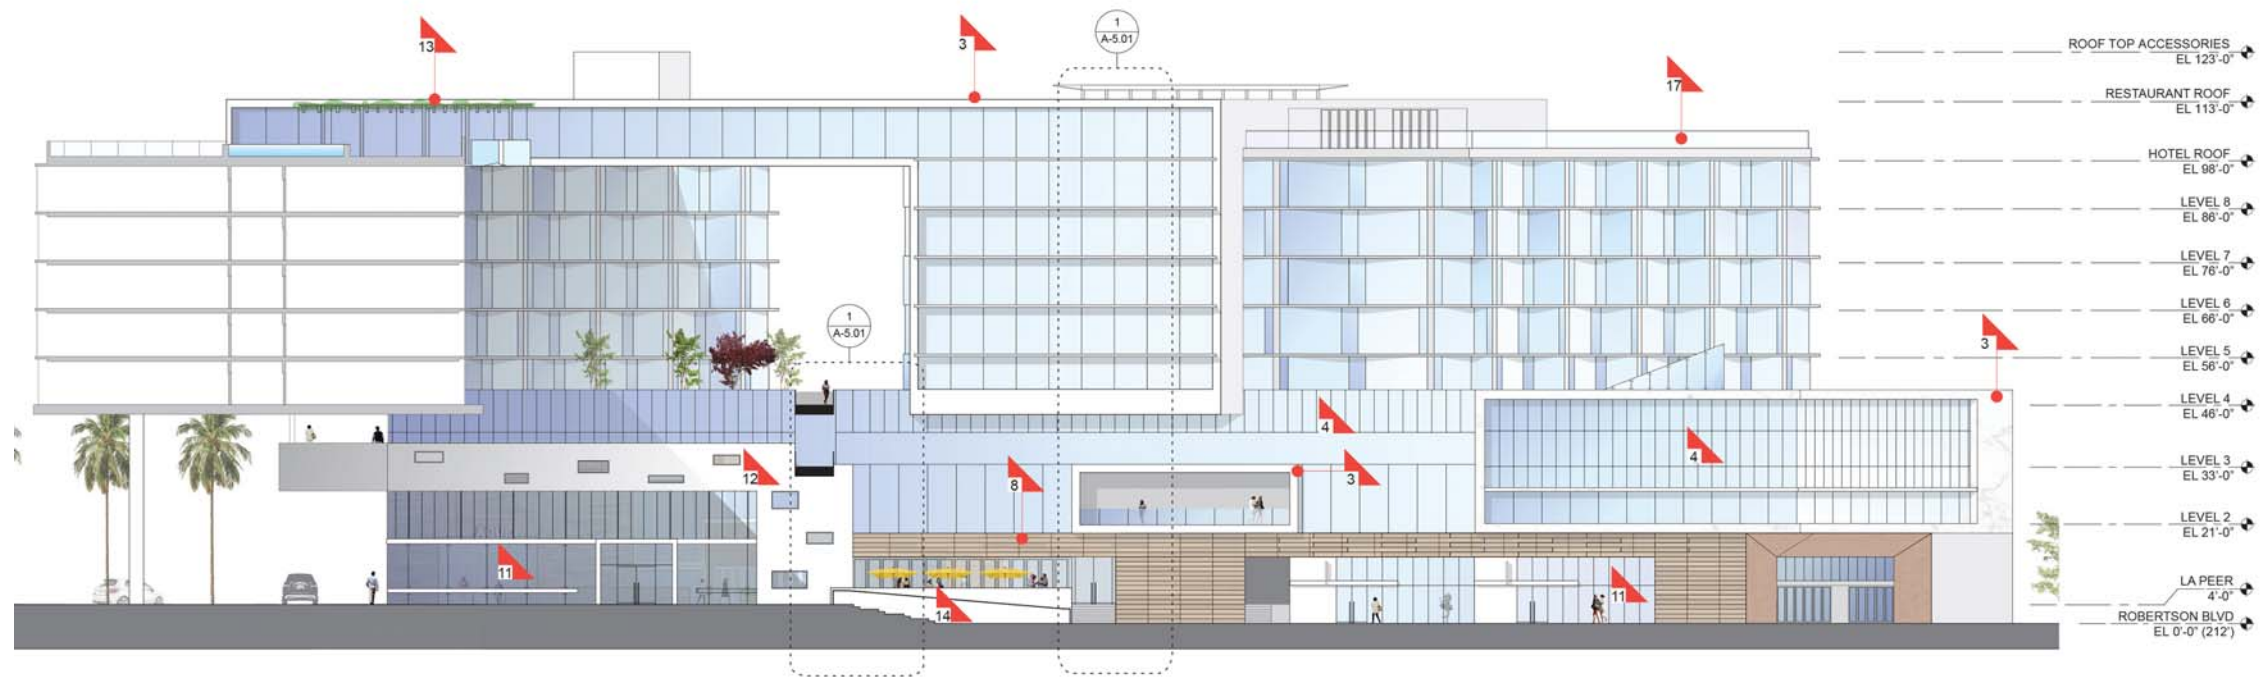 13
3
1
A-5.01
17
ROOF TOP ACCESSORIES
EL 123'-0"
RESTAURANT ROOF
EL 113'-0"
HOTEL ROOF
EL 98'-0"
LEVEL 8
EL 86'-0"
LEVEL 7
EL 76'-0"
LEVEL 6
EL 66'-0"
1
A-5.01
3
LEVEL 5
EL 56'-0"
LEVEL 4
EL 46'-0"
4
4
LEVEL 3
EL 33'-0"
12
8
3
LEVEL 2
EL 21'-0"
11
11
LA PEER
4'-0"
14
ROBERTSON BLVD
EL 0'-0" (212')